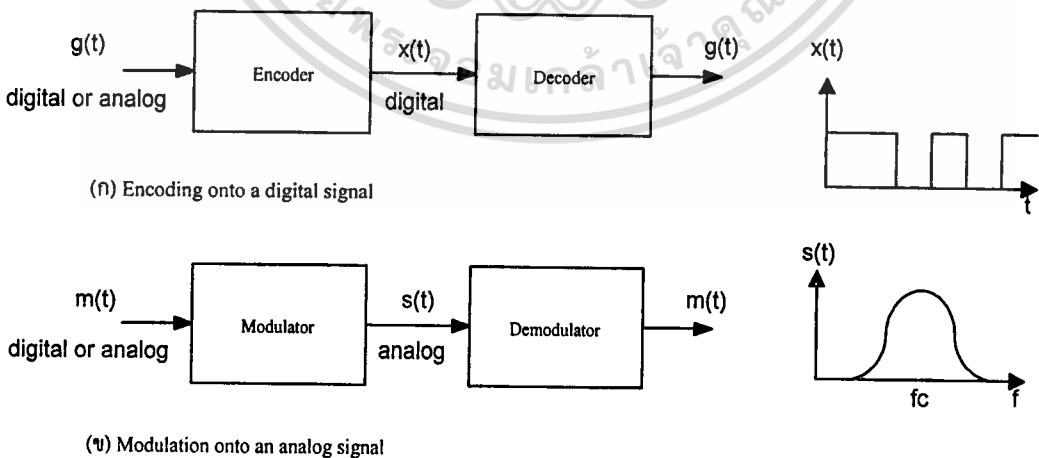 g(t)
digital or analog
Encoder
x(t)
digital
Decoder
g(t)
x(t)
t
(ก) Encoding onto a digital signal
m(t)
digital or analog
Modulator
s(t)
analog
Demodulator
m(t)
s(t)
fc
f
(ข) Modulation onto an analog signal